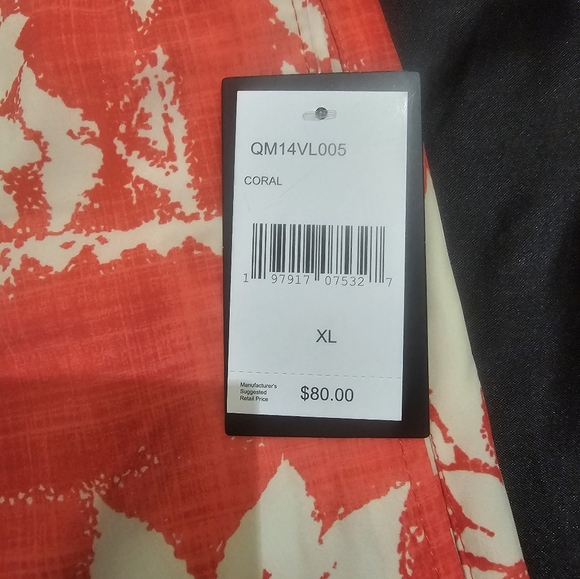 QM14VL005
CORAL
1 97917 07532 7
XL
Manufacturer's
Suggested
Retail Price
$80.00